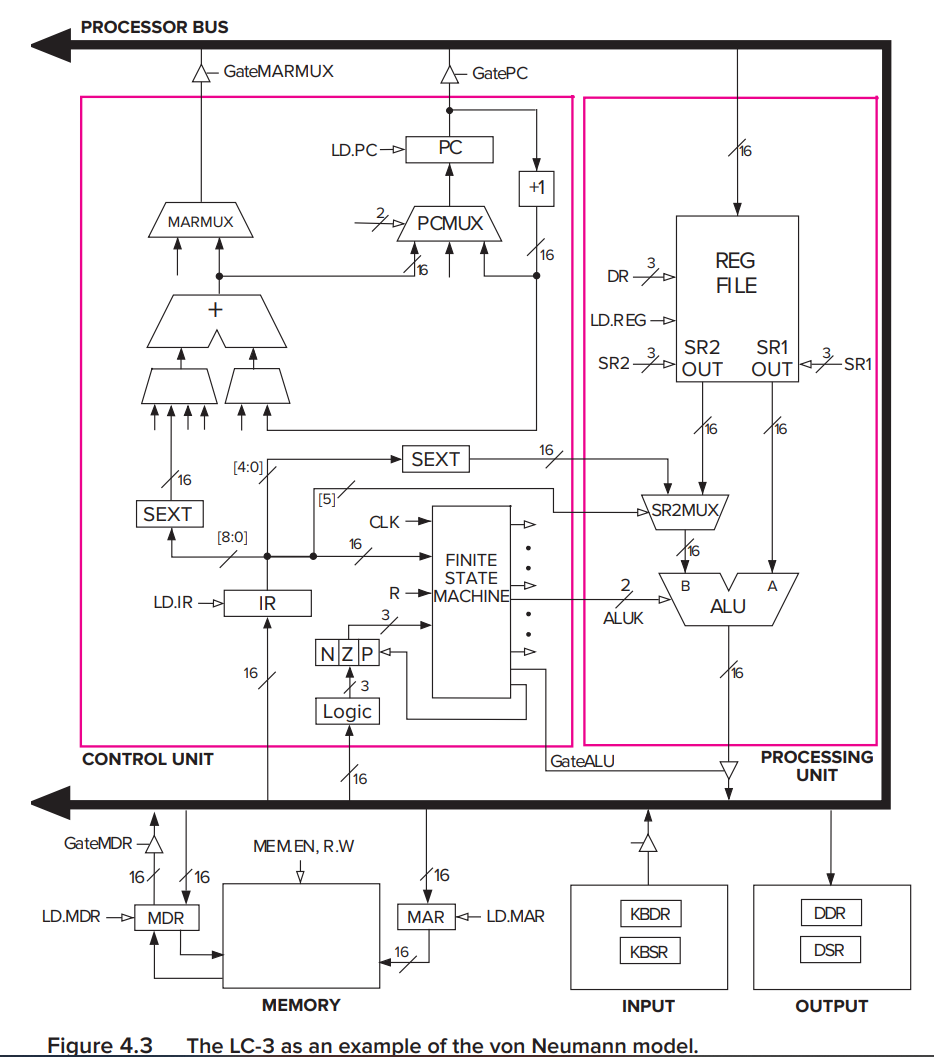 PROCESSOR BUS
GateMARMUX
GatePC
LD.PC
PC
16
+1
MARMUX
2
PCMUX
16
16
REG
FILE
DR
3
LD.REG
SR2
3
SR2
OUT
SR1
OUT
3
SR1
+
16
16
[4:0]
SEXT
16
16
[5]
SR2MUX
SEXT
[8:0]
CLK
16
FINITE
STATE
MACHINE
16
B
A
ALU
R
2
ALUK
LD.IR
IR
3
N Z P
16
3
Logic
16
16
CONTROL UNIT
GateALU
PROCESSING
UNIT
GateMDR
MEM.EN, R.W
16
16
16
LD.MDR
MDR
MAR
LD.MAR
16
KBDR
KBSR
DDR
DSR
MEMORY
INPUT
OUTPUT
Figure 4.3 The LC-3 as an example of the von Neumann model.